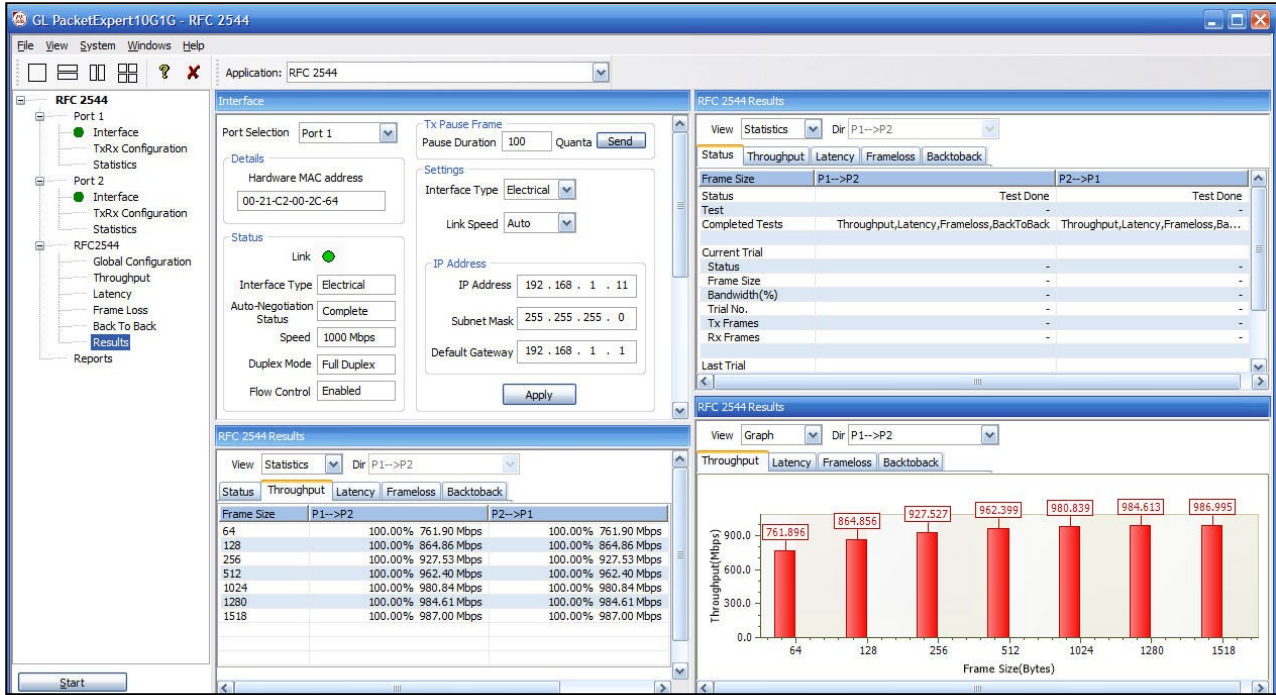 GL PacketExpert10G1G - RFC 2544
File View System Windows Help
Application: RFC 2544
RFC 2544
Port 1
Interface
TxRx Configuration
Statistics
Port 2
Interface
TxRx Configuration
Statistics
RFC2544
Global Configuration
Throughput
Latency
Frame Loss
Back To Back
Results
Reports
Start
Interface
Port Selection Port 1
Details
Hardware MAC address
00-21-C2-00-2C-64
Status
Link
Interface Type Electrical
Auto-Negotiation Status Complete
Speed 1000 Mbps
Duplex Mode Full Duplex
Flow Control Enabled
Tx Pause Frame
Pause Duration 100 Quanta Send
Settings
Interface Type Electrical
Link Speed Auto
IP Address
IP Address 192 . 168 . 1 . 11
Subnet Mask 255 . 255 . 255 . 0
Default Gateway 192 . 168 . 1 . 1
Apply
RFC 2544 Results
View Statistics Dir P1-->P2
Status Throughput Latency Frameloss Backtoback
Frame Size P1-->P2 P2-->P1
Status Test Done Test Done
Test - -
Completed Tests Throughput,Latency,Frameloss,BackToBack Throughput,Latency,Frameloss,Ba...
Current Trial
Status - -
Frame Size - -
Bandwidth(%) - -
Trial No. - -
Tx Frames - -
Rx Frames - -
Last Trial
RFC 2544 Results
View Statistics Dir P1-->P2
Status Throughput Latency Frameloss Backtoback
Frame Size P1-->P2 P2-->P1
64 100.00% 761.90 Mbps 100.00% 761.90 Mbps
128 100.00% 864.86 Mbps 100.00% 864.86 Mbps
256 100.00% 927.53 Mbps 100.00% 927.53 Mbps
512 100.00% 962.40 Mbps 100.00% 962.40 Mbps
1024 100.00% 980.84 Mbps 100.00% 980.84 Mbps
1280 100.00% 984.61 Mbps 100.00% 984.61 Mbps
1518 100.00% 987.00 Mbps 100.00% 987.00 Mbps
RFC 2544 Results
View Graph Dir P1-->P2
Throughput Latency Frameloss Backtoback
761.896 864.856 927.527 962.399 980.839 984.613 986.995
Throughput(Mbps)
900.0
600.0
300.0
0.0
64 128 256 512 1024 1280 1518
Frame Size(Bytes)